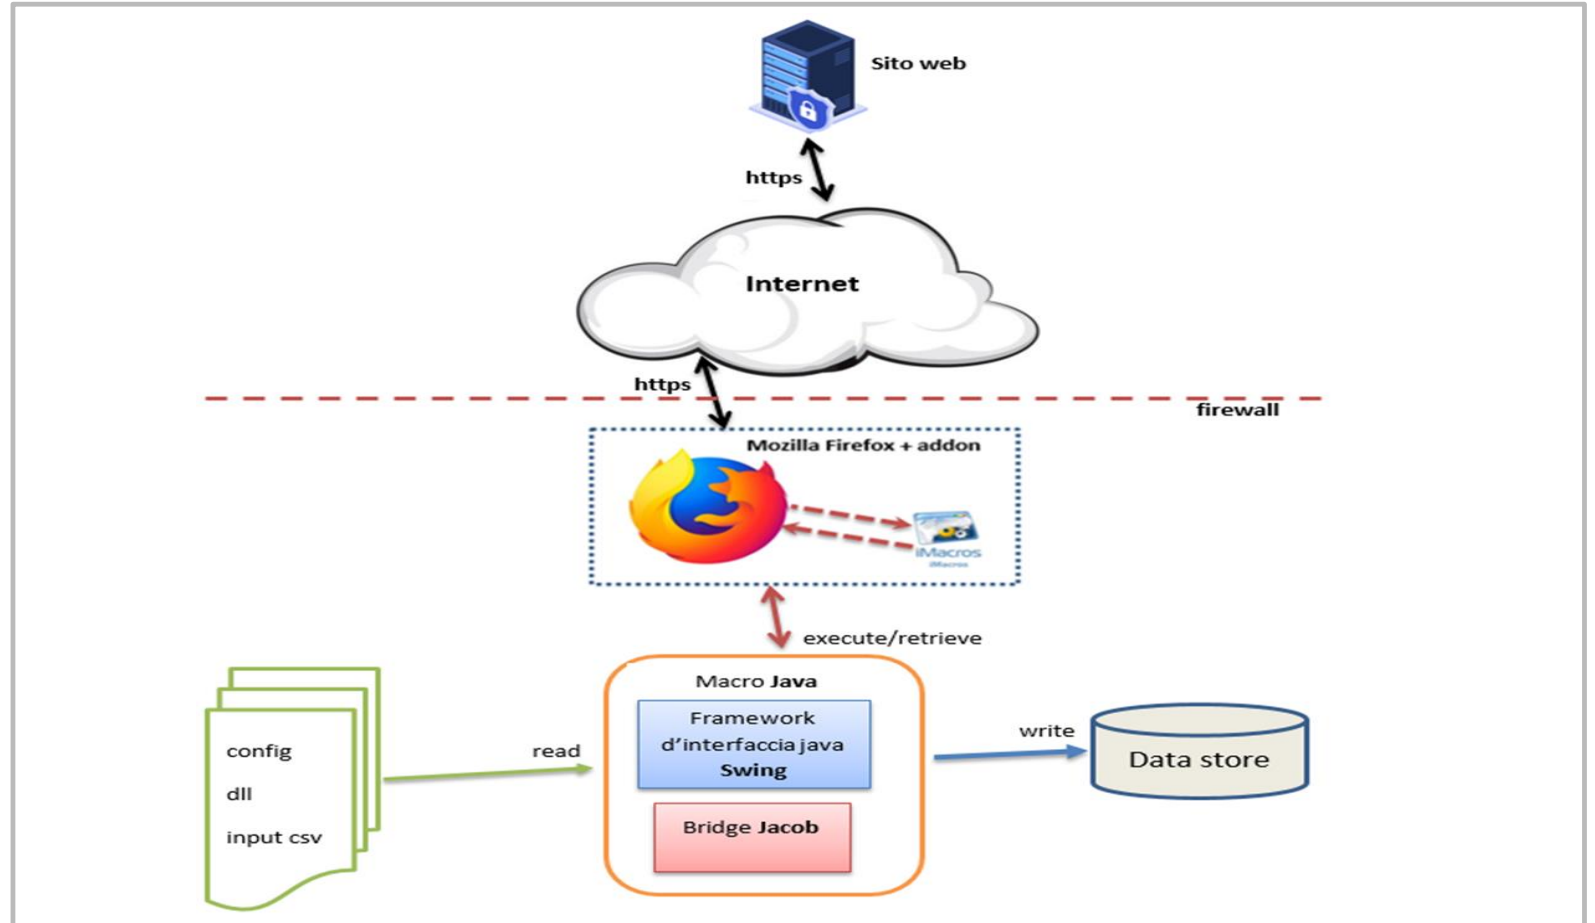 Sito web
https
Internet
https
firewall
Mozilla Firefox + addon
iMacros
iMacros
execute/retrieve
Macro Java
Framework
d'interfaccia java
Swing
Bridge Jacob
config
dll
input csv
read
write
Data store